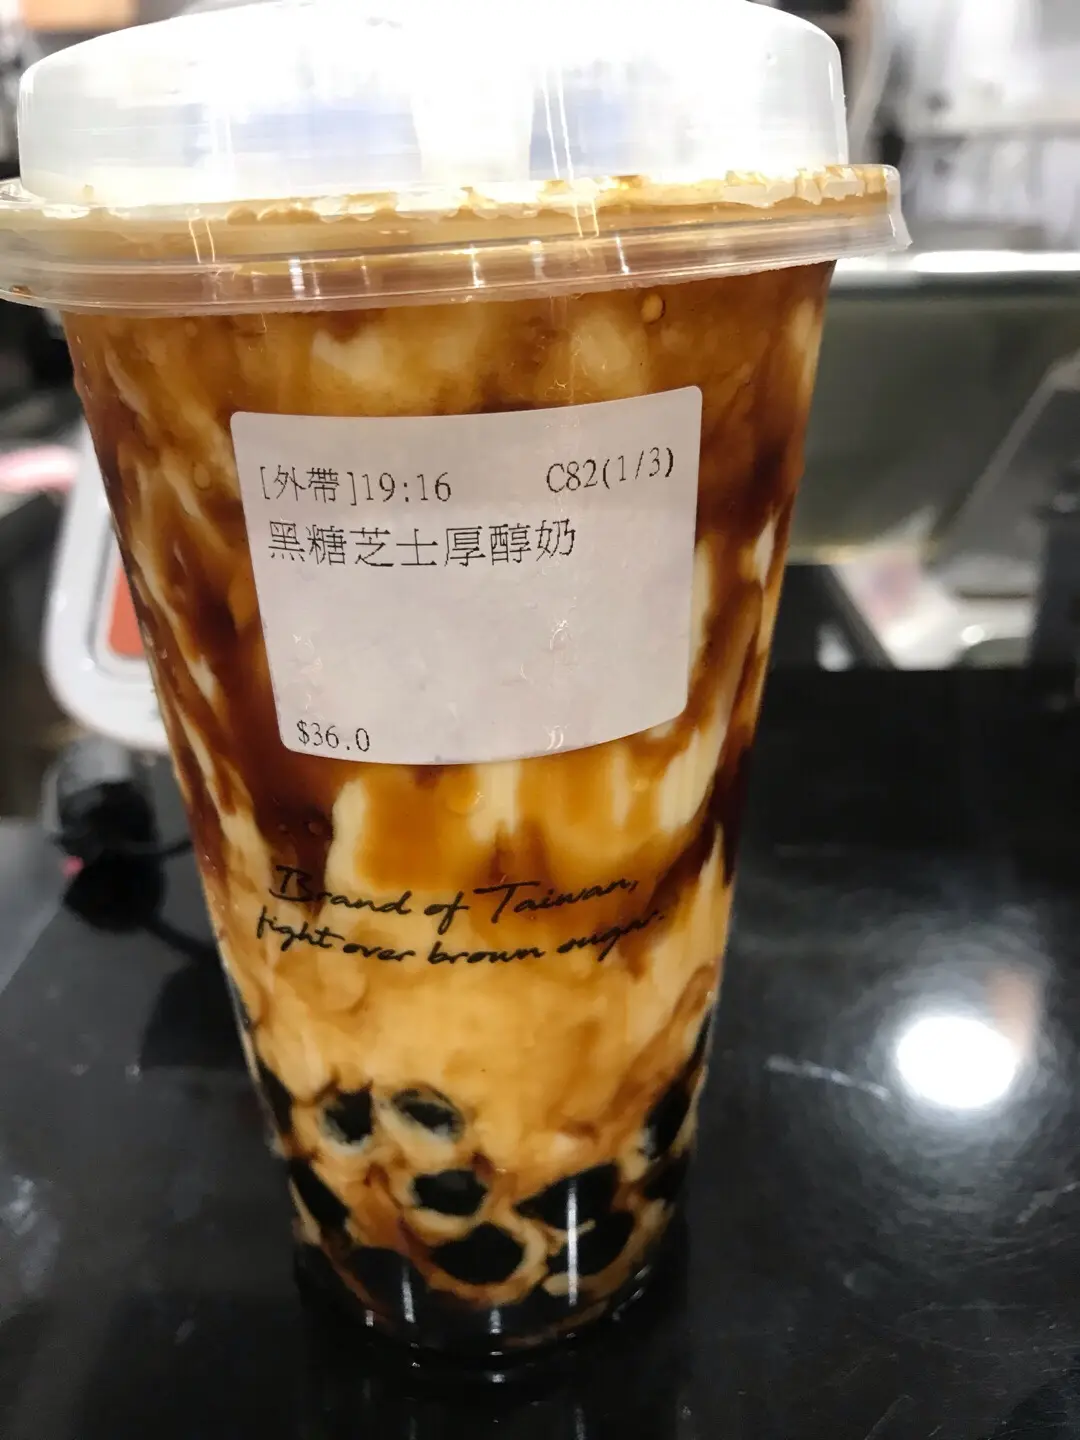 [外帶]19:16 C82(1/3)
黑糖芝士厚醇奶
$36.0
Brand of Taiwan,
fight over brown sugar.